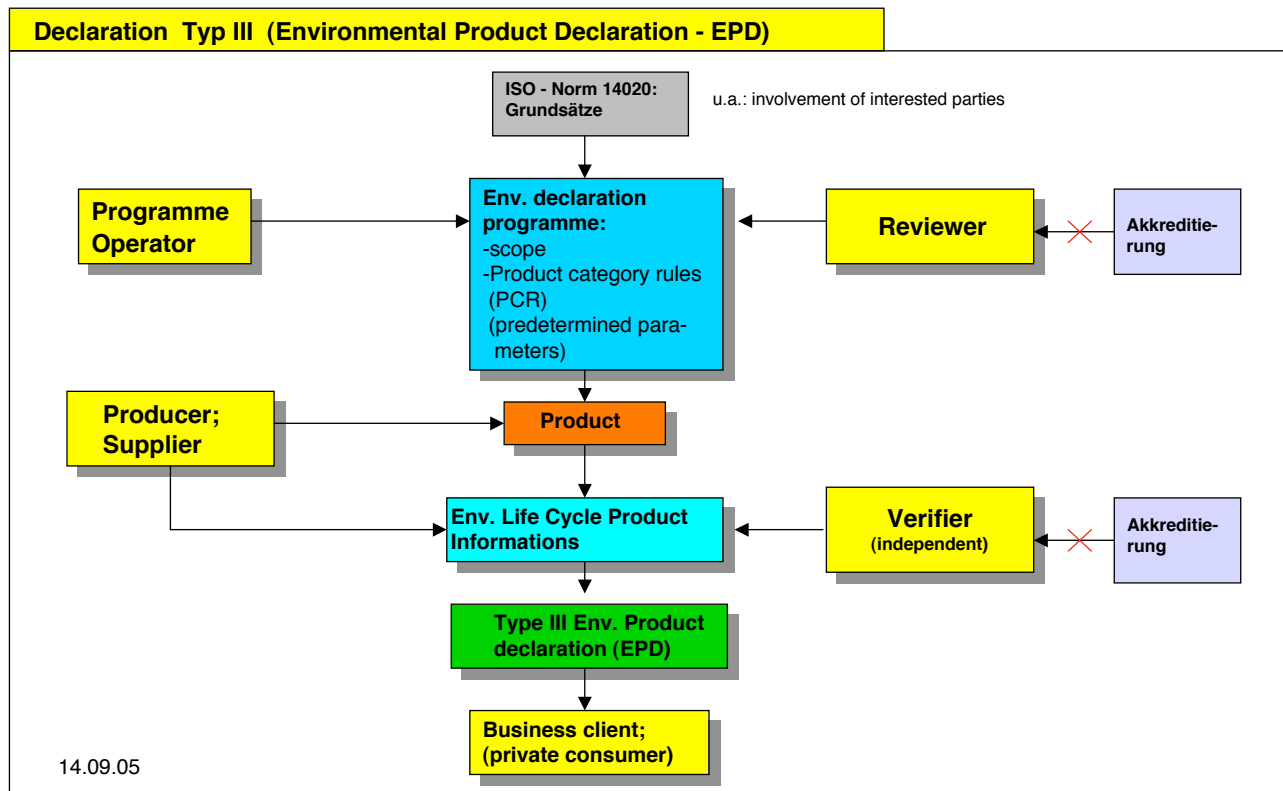 Declaration Typ III (Environmental Product Declaration - EPD)
ISO - Norm 14020:
Grundsätze
u.a.: involvement of interested parties
Programme
Operator
Env. declaration
programme:
-scope
-Product category rules
(PCR)
(predetermined para-
meters)
Reviewer
Akkreditie-
rung
Producer;
Supplier
Product
Env. Life Cycle Product
Informations
Verifier
(independent)
Akkreditie-
rung
Type III Env. Product
declaration (EPD)
Business client;
(private consumer)
14.09.05